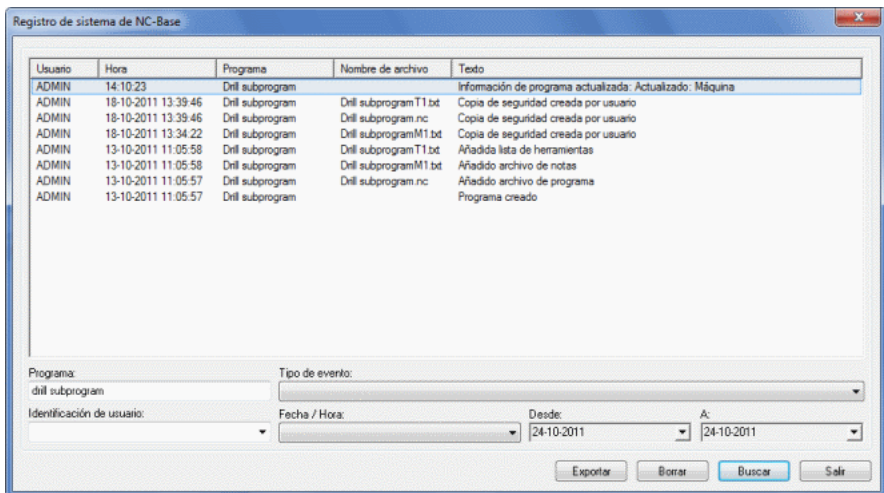 Registro de sistema de NC-Base
Usuario Hora Programa Nombre de archivo Texto
ADMIN 14:10:23 Drill subprogram Información de programa actualizada: Actualizado: Máquina
ADMIN 18-10-2011 13:39:46 Drill subprogram Drill subprogramT1.txt Copia de seguridad creada por usuario
ADMIN 18-10-2011 13:39:46 Drill subprogram Drill subprogram.nc Copia de seguridad creada por usuario
ADMIN 18-10-2011 13:34:22 Drill subprogram Drill subprogramM1.txt Copia de seguridad creada por usuario
ADMIN 13-10-2011 11:05:58 Drill subprogram Drill subprogramT1.txt Añadida lista de herramientas
ADMIN 13-10-2011 11:05:58 Drill subprogram Drill subprogramM1.txt Añadido archivo de notas
ADMIN 13-10-2011 11:05:57 Drill subprogram Drill subprogram.nc Añadido archivo de programa
ADMIN 13-10-2011 11:05:57 Drill subprogram Programa creado
Programa: Tipo de evento:
drill subprogram
Identificación de usuario: Fecha / Hora: Desde: A:
24-10-2011 24-10-2011
Exportar Borrar Buscar Salir